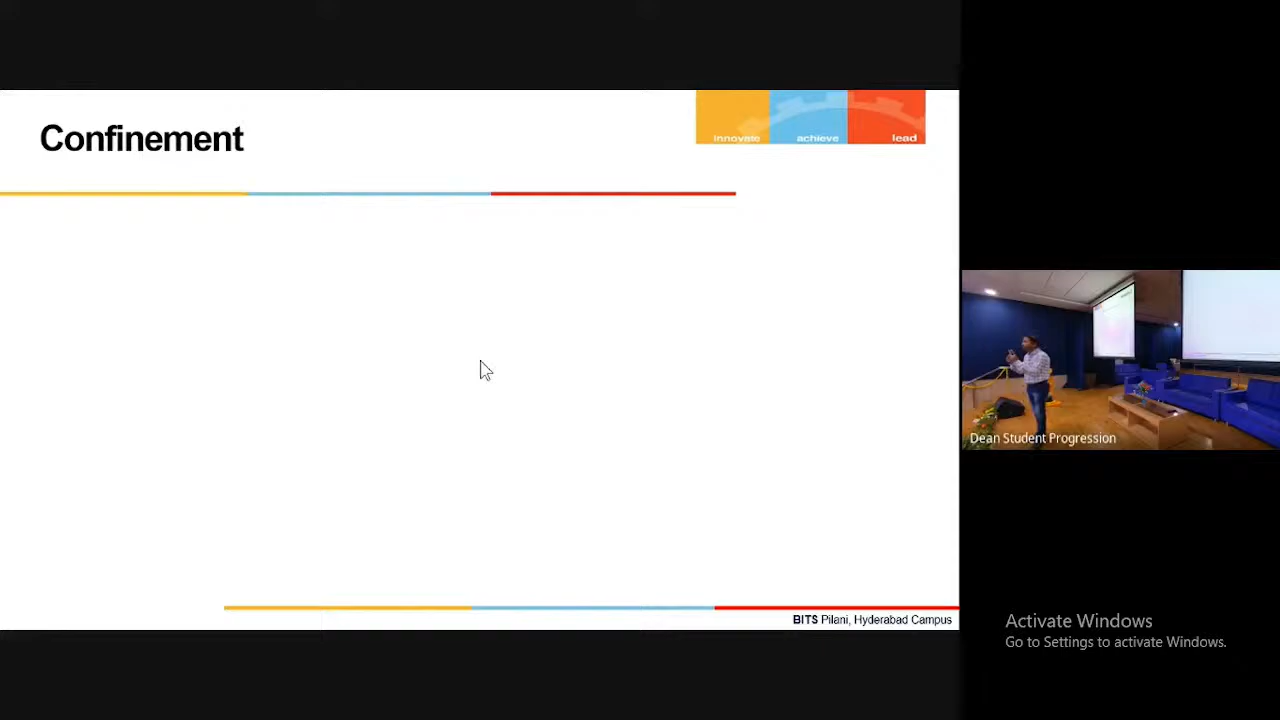 Confinement
innovate achieve lead
Dean Student Progression
BITS Pilani, Hyderabad Campus
Activate Windows
Go to Settings to activate Windows.